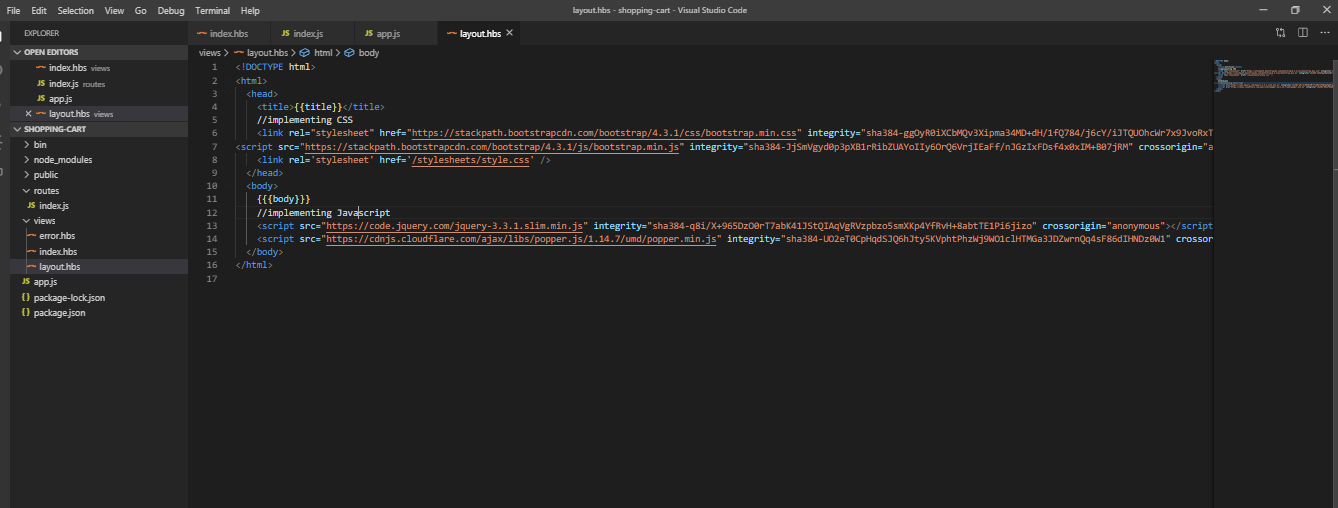 File Edit Selection View Go Debug Terminal Help
layout.hbs - shopping-cart - Visual Studio Code
EXPLORER
OPEN EDITORS
index.hbs views
JS index.js routes
JS app.js
layout.hbs views
SHOPPING-CART
bin
node_modules
public
routes
JS index.js
views
error.hbs
index.hbs
layout.hbs
JS app.js
{} package-lock.json
{} package.json
index.hbs JS index.js JS app.js layout.hbs
views > layout.hbs > html > body
1 <!DOCTYPE html>
2 <html>
3 <head>
4 <title>{{title}}</title>
5 //implementing CSS
6 <link rel="stylesheet" href="https://stackpath.bootstrapcdn.com/bootstrap/4.3.1/css/bootstrap.min.css" integrity="sha384-ggOyR0iXCbMQv3Xipma34MD+dH/1fQ784/j6cY/iJTQUOhcWr7x9JvoRxT
7 <script src="https://stackpath.bootstrapcdn.com/bootstrap/4.3.1/js/bootstrap.min.js" integrity="sha384-JjSmVgyd0p3pXB1rRibZUAYoIIy6OrQ6VrjIEaFf/nJGzIxFDsf4x0xIM+B07jRM" crossorigin="a
8 <link rel='stylesheet' href='/stylesheets/style.css' />
9 </head>
10 <body>
11 {{{body}}}
12 //implementing Javascript
13 <script src="https://code.jquery.com/jquery-3.3.1.slim.min.js" integrity="sha384-q8i/X+965DzO0rT7abK41JStQIAqVgRVzpbzo5smXKp4YfRvH+8abtTE1Pi6jizo" crossorigin="anonymous"></script
14 <script src="https://cdnjs.cloudflare.com/ajax/libs/popper.js/1.14.7/umd/popper.min.js" integrity="sha384-UO2eT0CpHqdSJQ6hJty5KVphtPhzWj9WO1clHTMGa3JDZwrnQq4sF86dIHNDz0W1" crossor
15 </body>
16 </html>
17